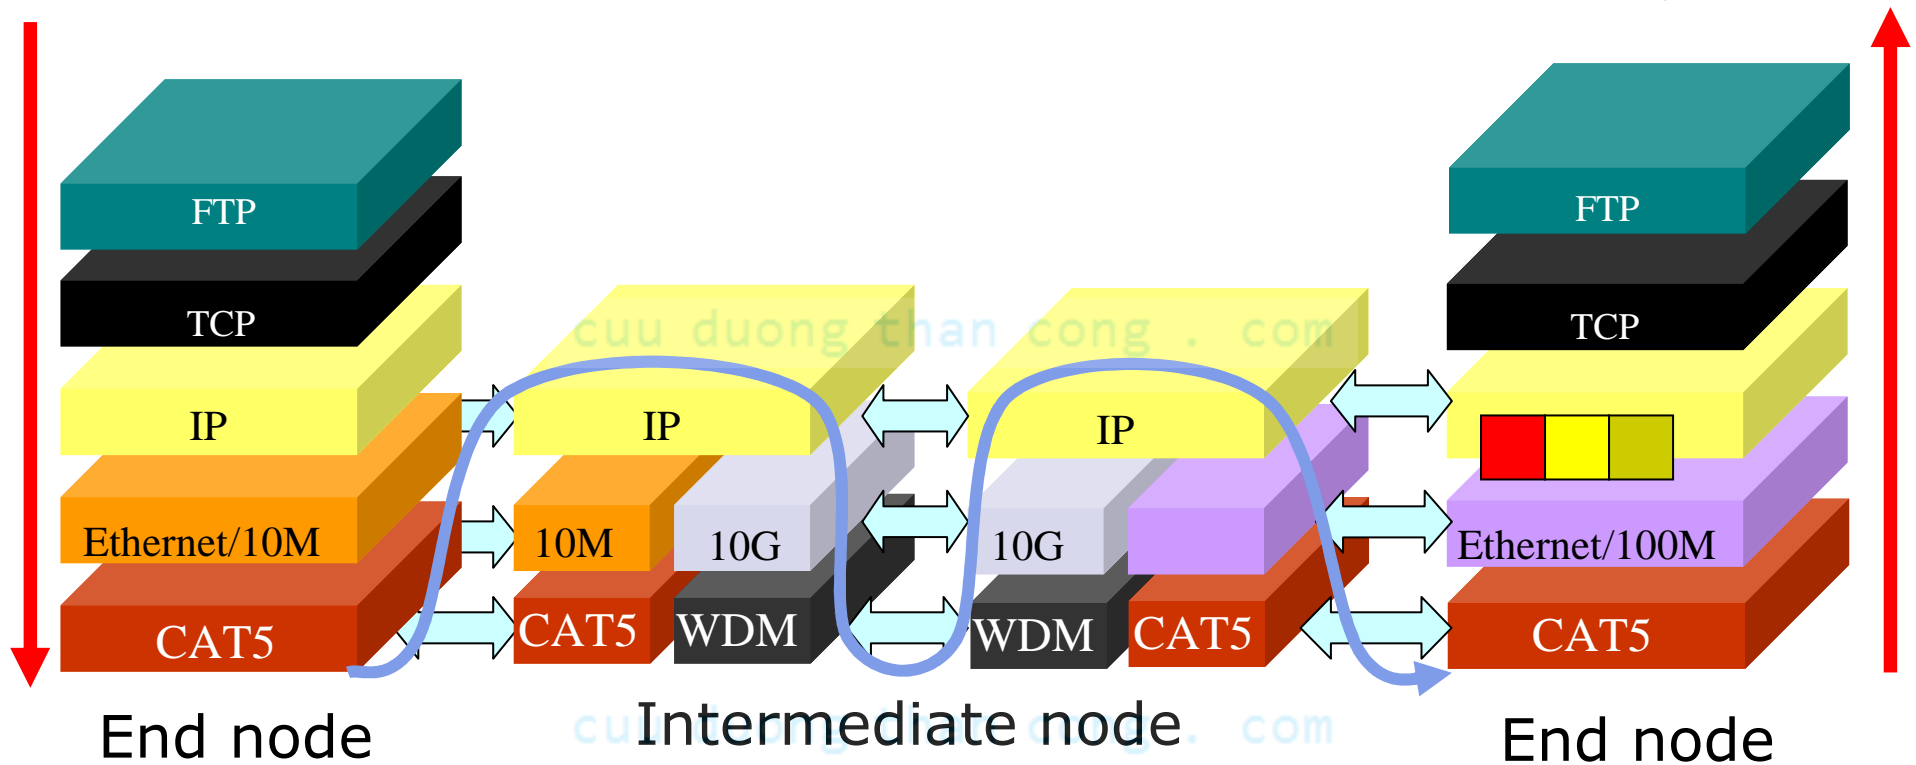 FTP
TCP
IP
Ethernet/10M
CAT5
End node
IP
10M
10G
CAT5
WDM
IP
10G
WDM
CAT5
Intermediate node
FTP
TCP
Ethernet/100M
CAT5
End node
cuu duong than cong . com
cuu duong than cong . com